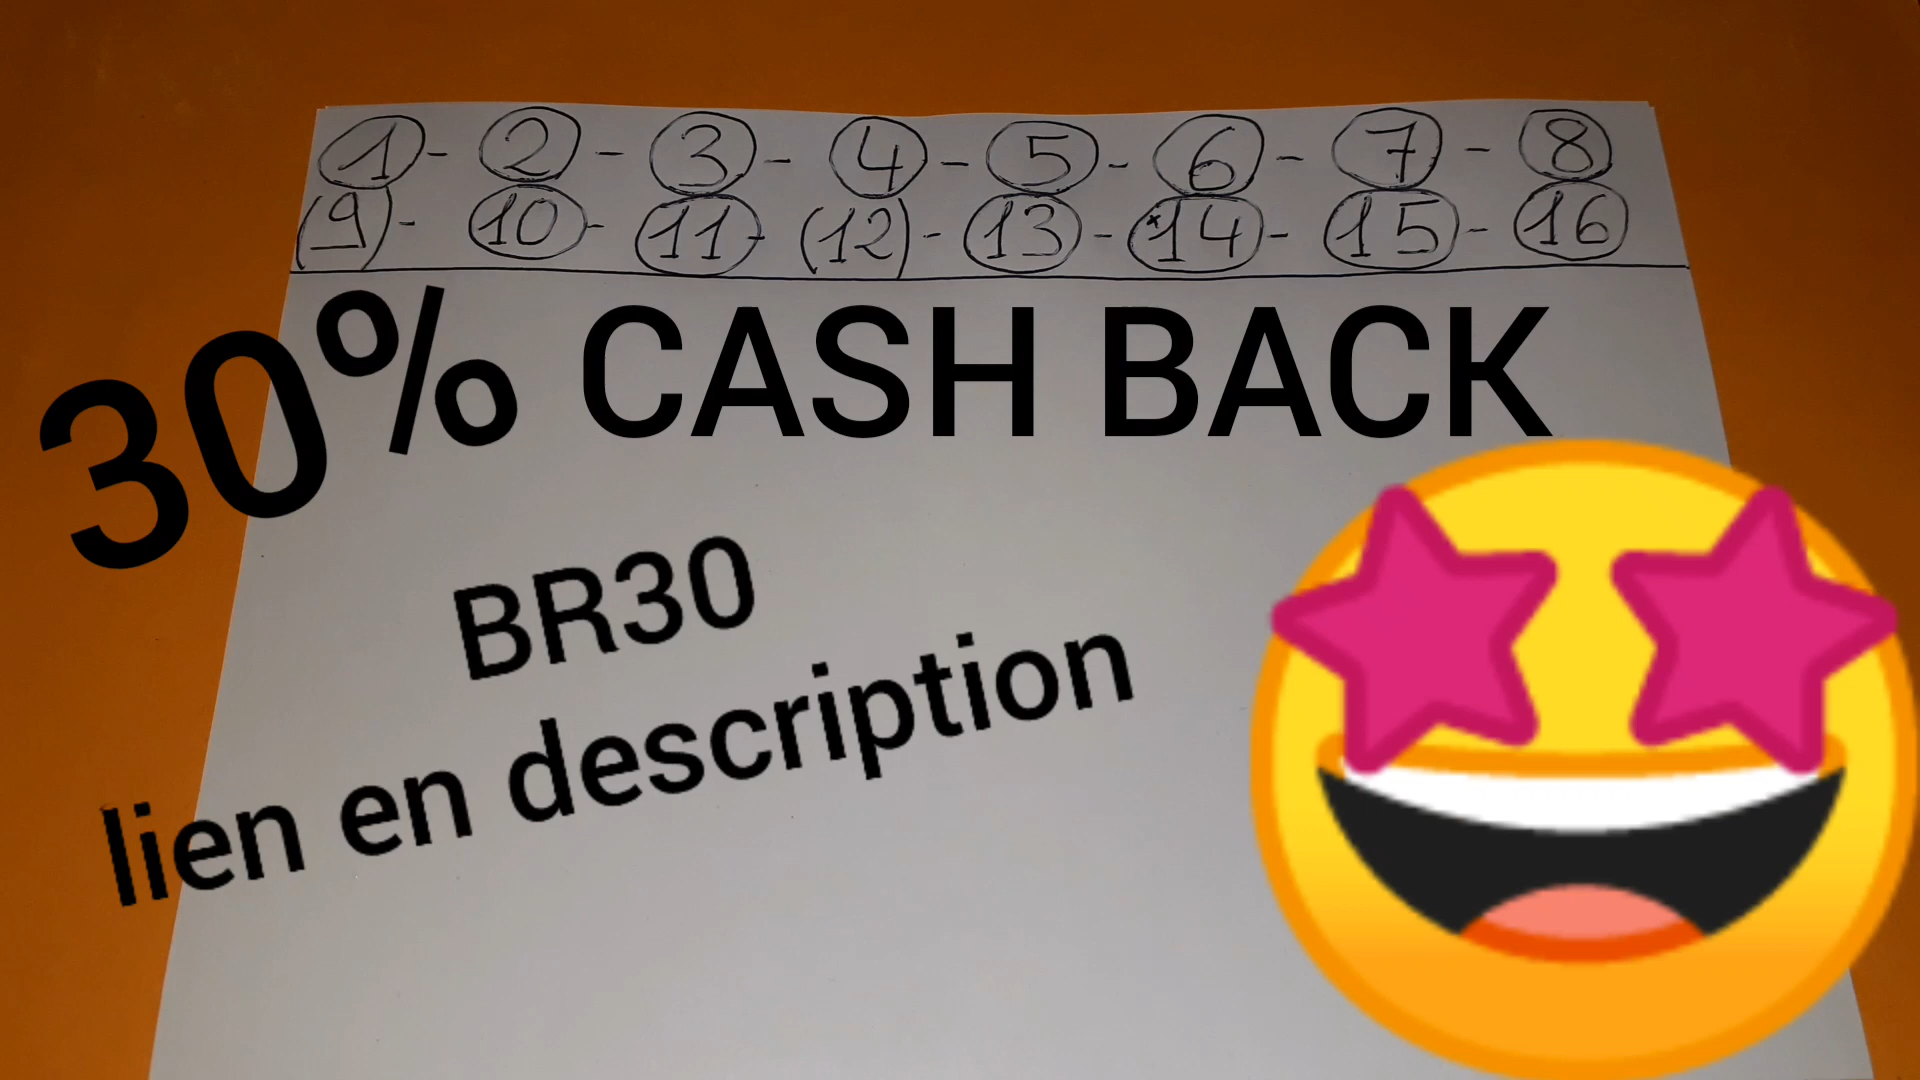 1 - 2 - 3 - 4 - 5 - 6 - 7 - 8
(9) - 10 - 11 - (12) - 13 - *14 - 15 - 16
30% CASH BACK
BR30
lien en description